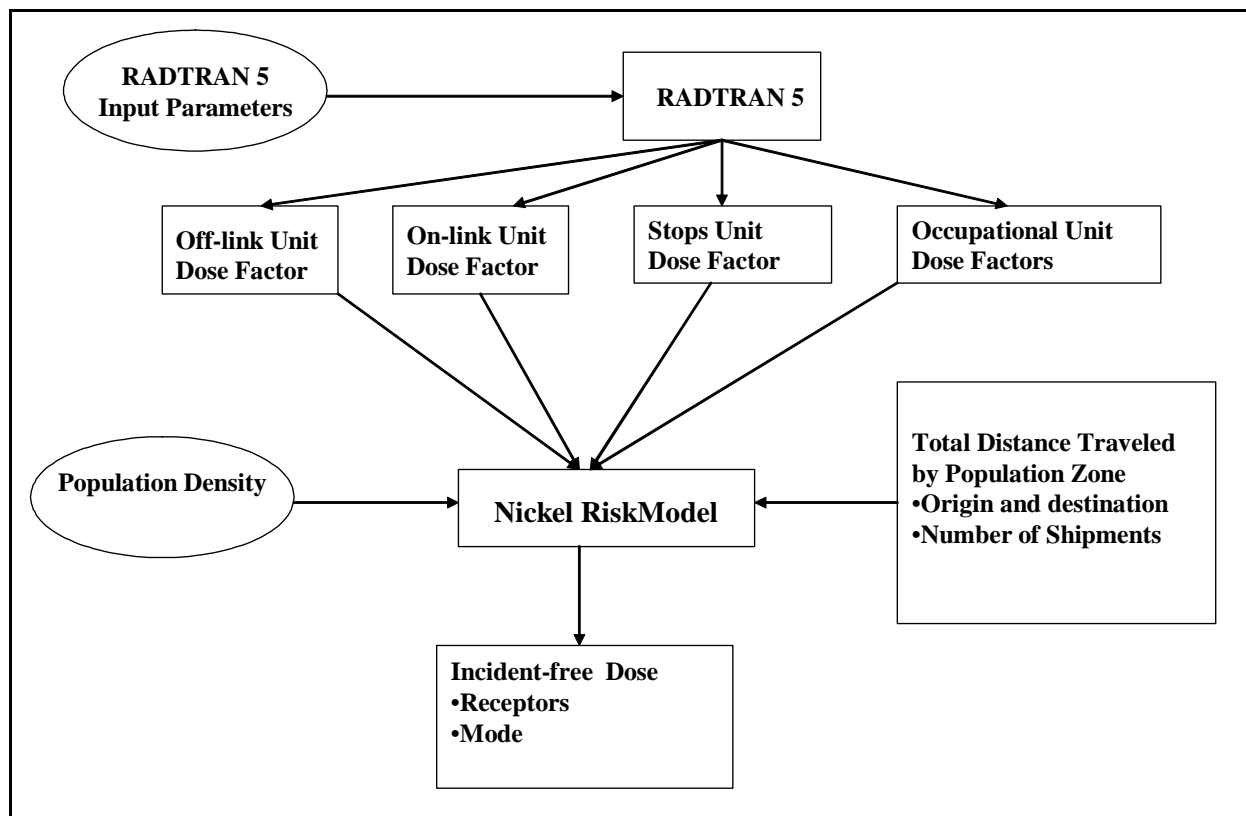 RADTRAN 5
Input Parameters
RADTRAN 5
Off-link Unit
Dose Factor
On-link Unit
Dose Factor
Stops Unit
Dose Factor
Occupational Unit
Dose Factors
Population Density
Nickel RiskModel
Total Distance Traveled
by Population Zone
•Origin and destination
•Number of Shipments
Incident-free Dose
•Receptors
•Mode